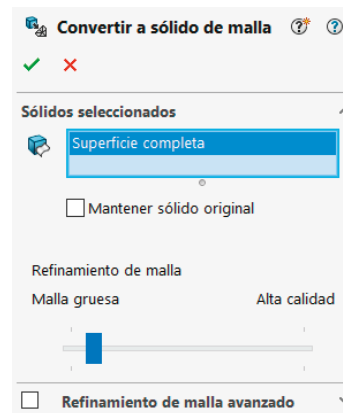 Convertir a sólido de malla
Sólidos seleccionados
Superficie completa
Mantener sólido original
Refinamiento de malla
Malla gruesa Alta calidad
Refinamiento de malla avanzado